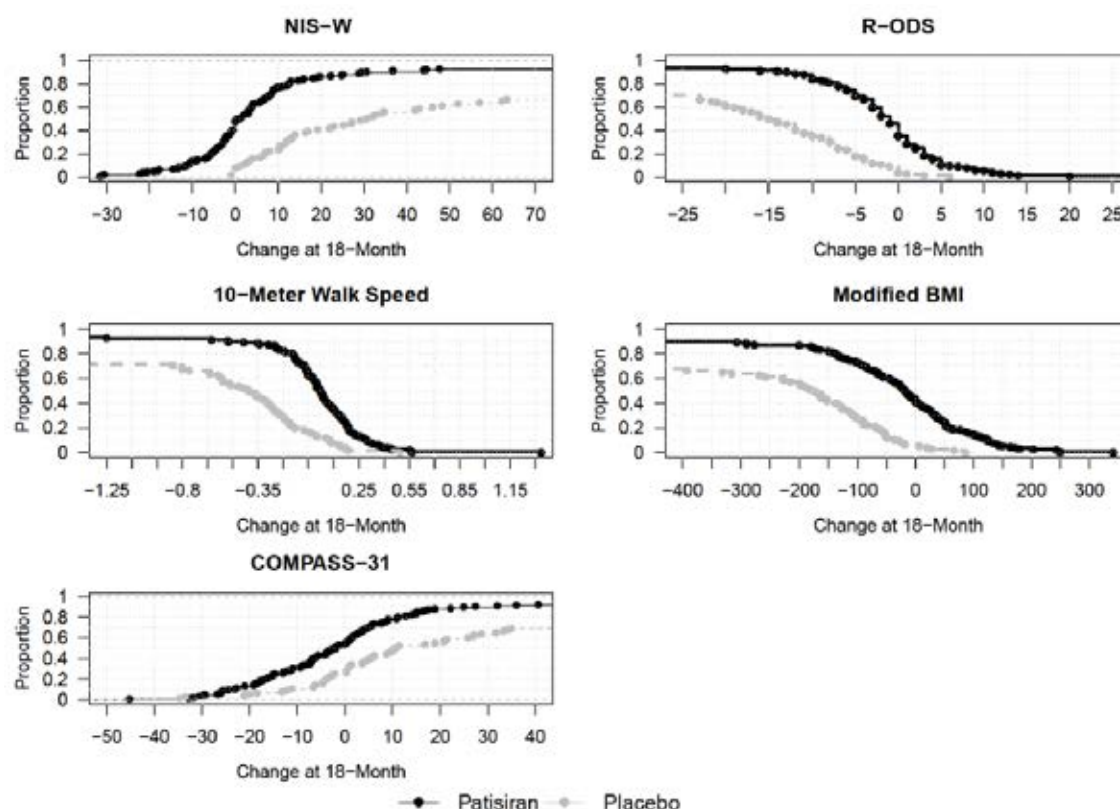 NIS−W
Proportion
1
0.8
0.6
0.4
0.2
0
−30 −20 −10 0 10 20 30 40 50 60 70
Change at 18−Month
R−ODS
Proportion
1
0.8
0.6
0.4
0.2
0
−25 −15 −5 0 5 10 15 20 25
Change at 18−Month
10−Meter Walk Speed
Proportion
1
0.8
0.6
0.4
0.2
0
−1.25 −0.8 −0.35 0.25 0.55 0.85 1.15
Change at 18−Month
Modified BMI
Proportion
1
0.8
0.6
0.4
0.2
0
−400 −300 −200 −100 0 100 200 300
Change at 18−Month
COMPASS−31
Proportion
1
0.8
0.6
0.4
0.2
0
−50 −40 −30 −20 −10 0 10 20 30 40
Change at 18−Month
Patisiran Placebo